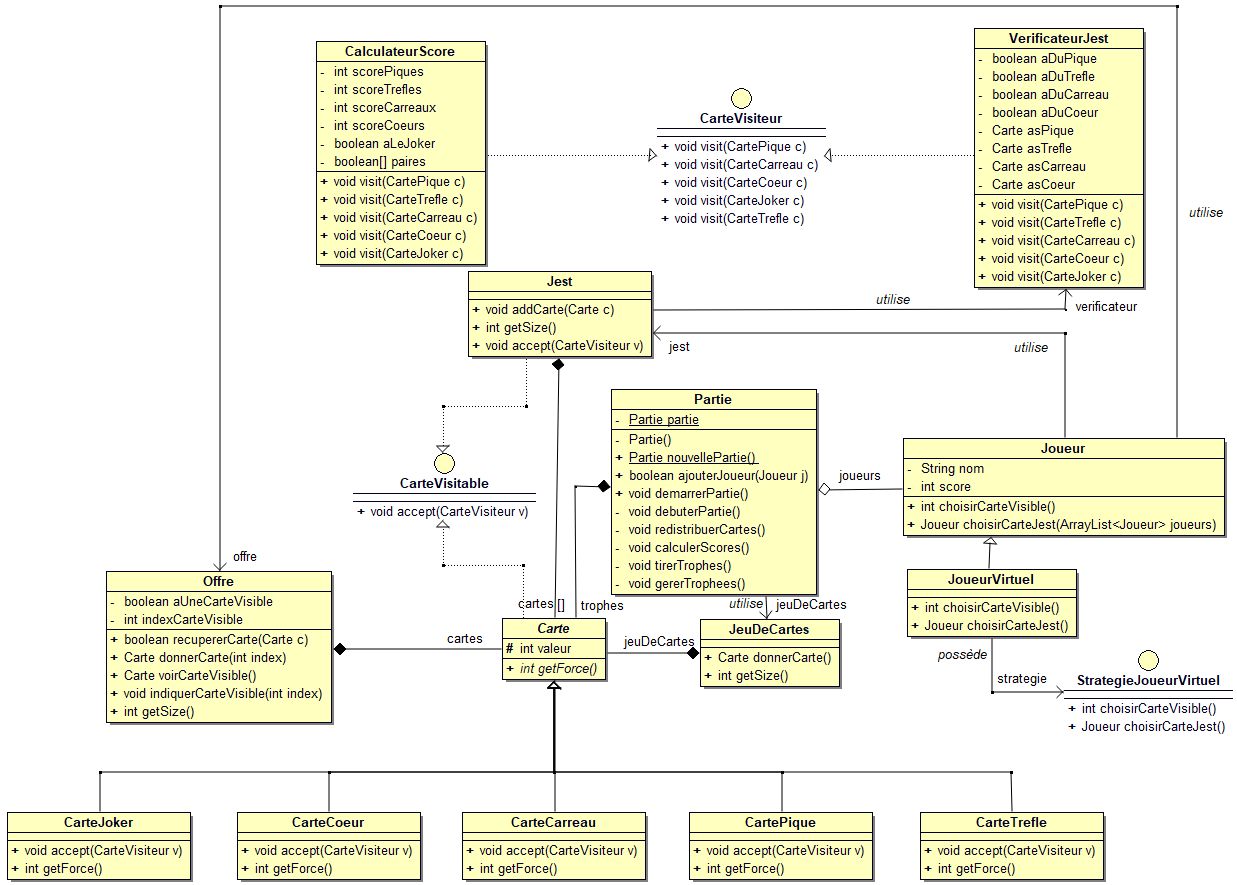 CalculateurScore
- int scorePiques
- int scoreTrefles
- int scoreCarreaux
- int scoreCoeurs
- boolean aLeJoker
- boolean[] paires
+ void visit(CartePique c)
+ void visit(CarteTrefle c)
+ void visit(CarteCarreau c)
+ void visit(CarteCoeur c)
+ void visit(CarteJoker c)
CarteVisiteur
+ void visit(CartePique c)
+ void visit(CarteCarreau c)
+ void visit(CarteCoeur c)
+ void visit(CarteJoker c)
+ void visit(CarteTrefle c)
VerificateurJest
- boolean aDuPique
- boolean aDuTrefle
- boolean aDuCarreau
- boolean aDuCoeur
- Carte asPique
- Carte asTrefle
- Carte asCarreau
- Carte asCoeur
+ void visit(CartePique c)
+ void visit(CarteTrefle c)
+ void visit(CarteCarreau c)
+ void visit(CarteCoeur c)
+ void visit(CarteJoker c)
utilise
Jest
+ void addCarte(Carte c)
+ int getSize()
+ void accept(CarteVisiteur v)
utilise
verificateur
jest
utilise
Partie
- Partie partie
- Partie()
+ Partie nouvellePartie()
+ boolean ajouterJoueur(Joueur j)
+ void demarrerPartie()
- void debuterPartie()
- void redistribuerCartes()
- void calculerScores()
- void tirerTrophes()
- void gererTrophees()
joueurs
Joueur
- String nom
- int score
+ int choisirCarteVisible()
+ Joueur choisirCarteJest(ArrayList<Joueur> joueurs)
CarteVisitable
+ void accept(CarteVisiteur v)
offre
Offre
- boolean aUneCarteVisible
- int indexCarteVisible
+ boolean recupererCarte(Carte c)
+ Carte donnerCarte(int index)
+ Carte voirCarteVisible()
+ void indiquerCarteVisible(int index)
+ int getSize()
cartes
cartes []
trophes
utilise
jeuDeCartes
Carte
# int valeur
+ int getForce()
jeuDeCartes
JeuDeCartes
+ Carte donnerCarte()
+ int getSize()
JoueurVirtuel
+ int choisirCarteVisible()
+ Joueur choisirCarteJest()
possède
strategie
StrategieJoueurVirtuel
+ int choisirCarteVisible()
+ Joueur choisirCarteJest()
CarteJoker
+ void accept(CarteVisiteur v)
+ int getForce()
CarteCoeur
+ void accept(CarteVisiteur v)
+ int getForce()
CarteCarreau
+ void accept(CarteVisiteur v)
+ int getForce()
CartePique
+ void accept(CarteVisiteur v)
+ int getForce()
CarteTrefle
+ void accept(CarteVisiteur v)
+ int getForce()